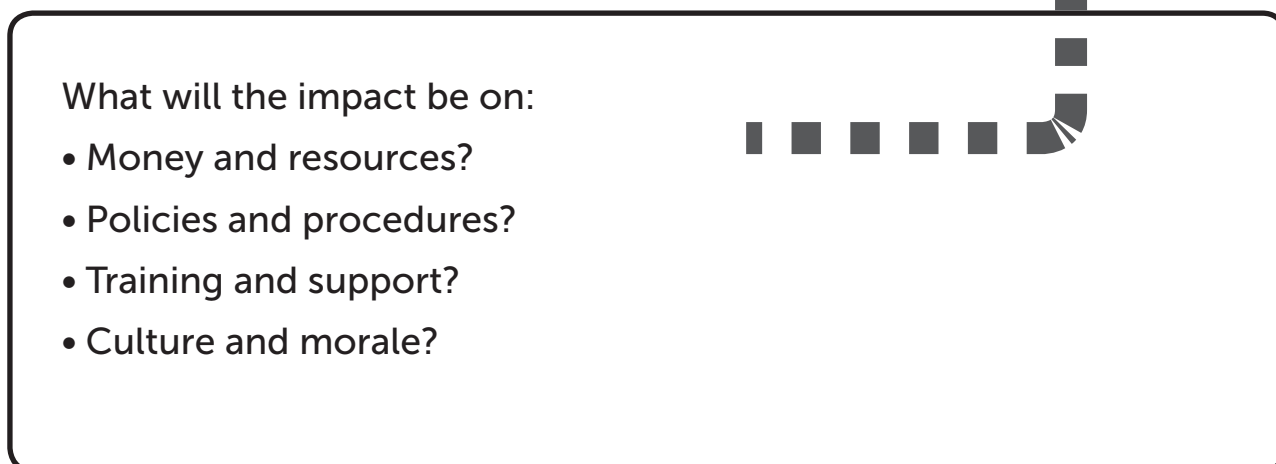 What will the impact be on:
• Money and resources?
• Policies and procedures?
• Training and support?
• Culture and morale?